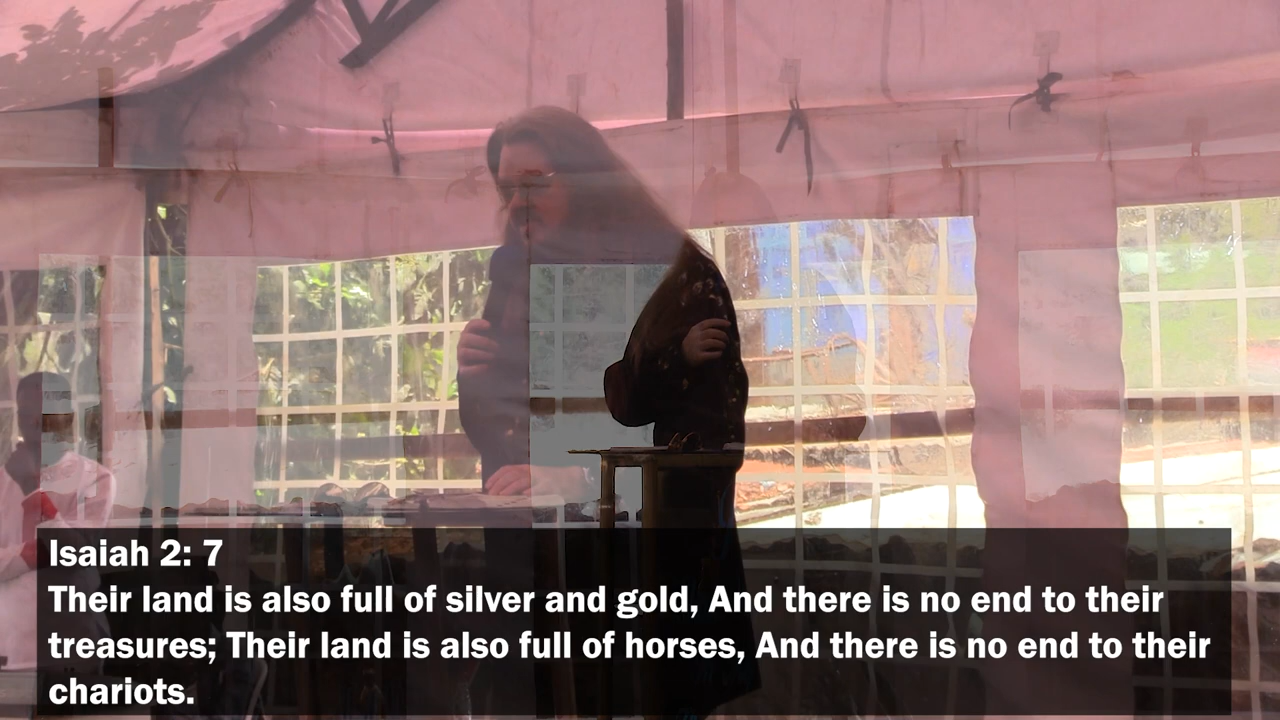 Isaiah 2: 7
Their land is also full of silver and gold, And there is no end to their
treasures; Their land is also full of horses, And there is no end to their
chariots.